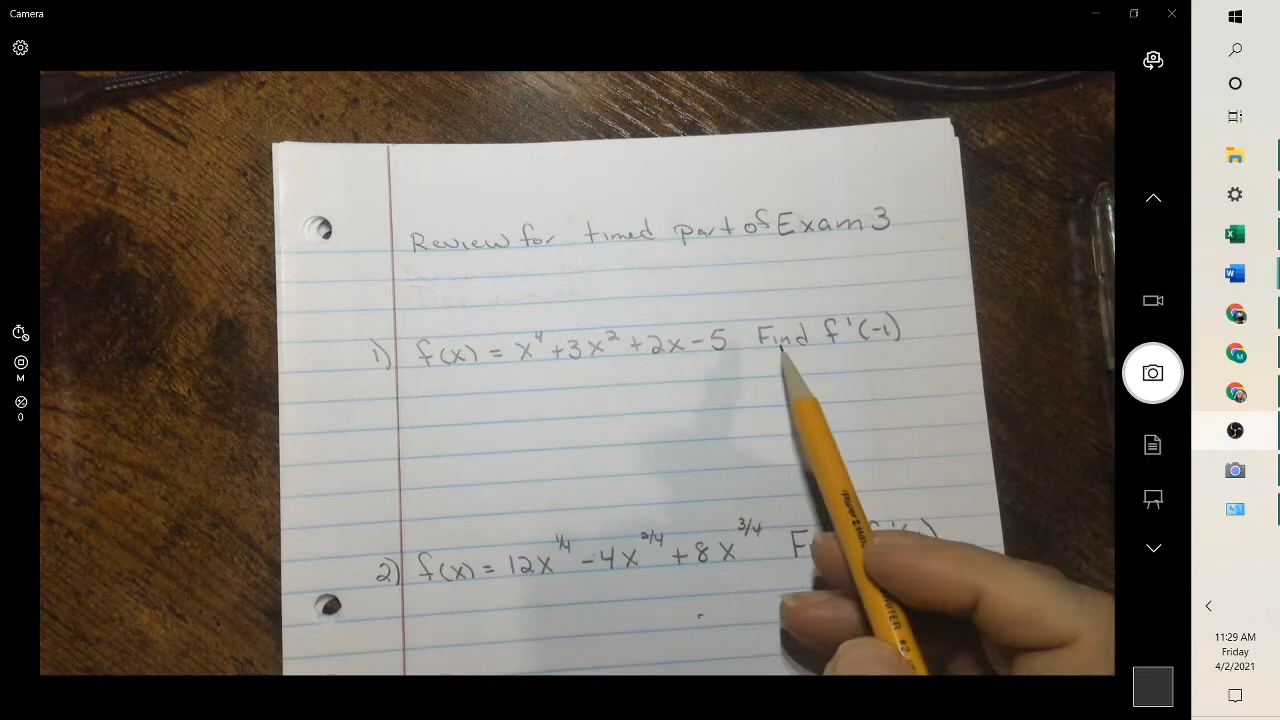 Camera
Review for timed part of Exam 3
1) f(x) = x⁴ + 3x² + 2x - 5 Find f'(-1)
2) f(x) = 12x^1/4 - 4x^2/4 + 8x^3/4
M
0
11:29 AM
Friday
4/2/2021